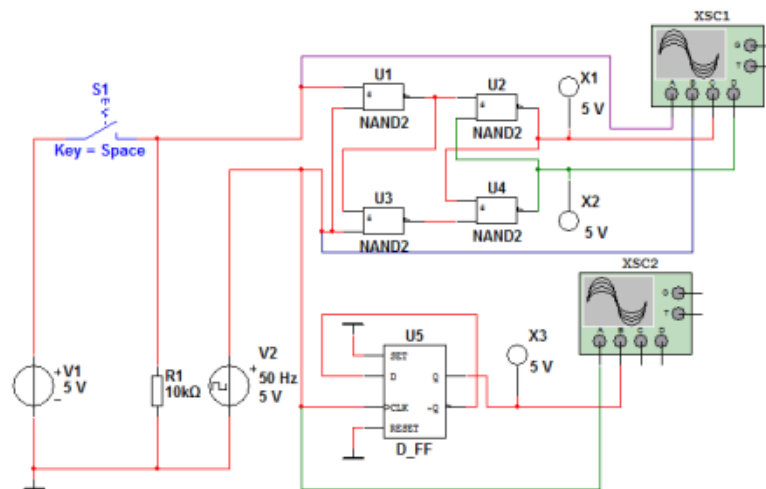 XSC1
G
T
A B C D
S1
Key = Space
U1
&
NAND2
U2
&
NAND2
X1
5 V
U3
&
NAND2
U4
&
NAND2
X2
5 V
XSC2
G
T
A B C D
V1
5 V
R1
10kΩ
V2
50 Hz
5 V
U5
SET
D Q
CLK ~Q
RESET
D_FF
X3
5 V